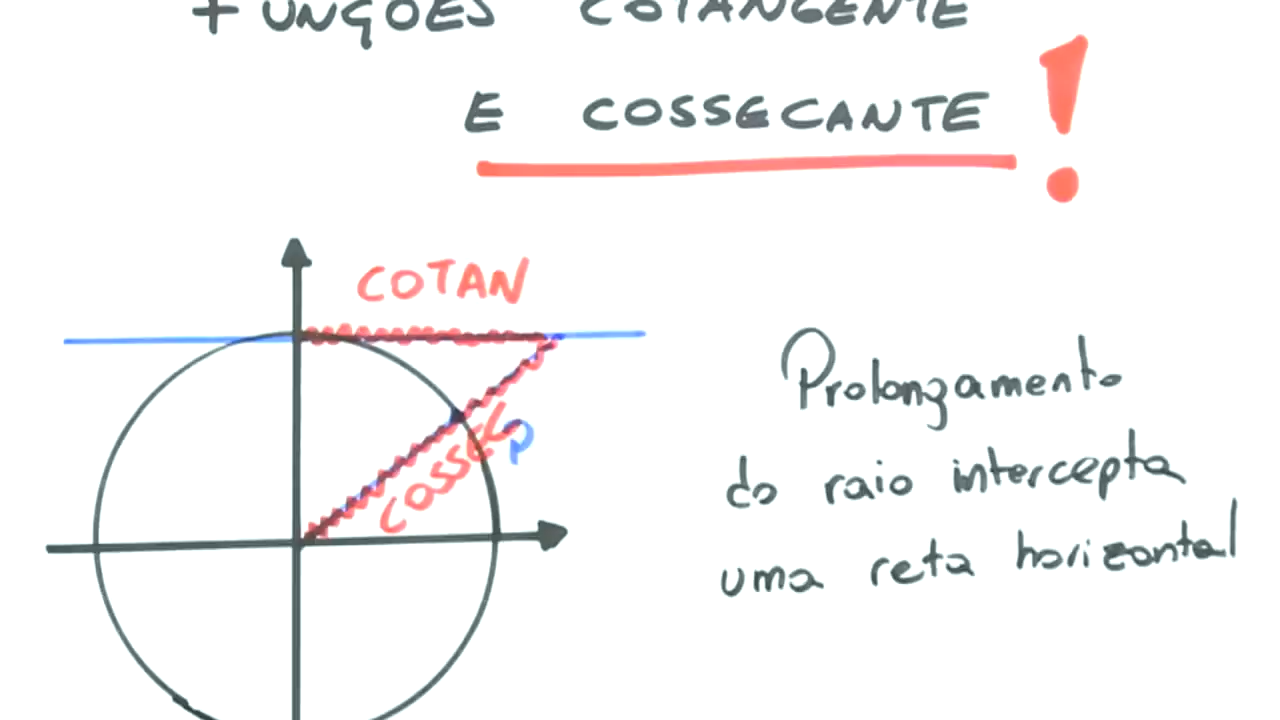 FUNÇÕES COTANGENTE
E COSSECANTE!
COTAN
COSSEC
P
Prolongamento
do raio intercepta
uma reta horizontal